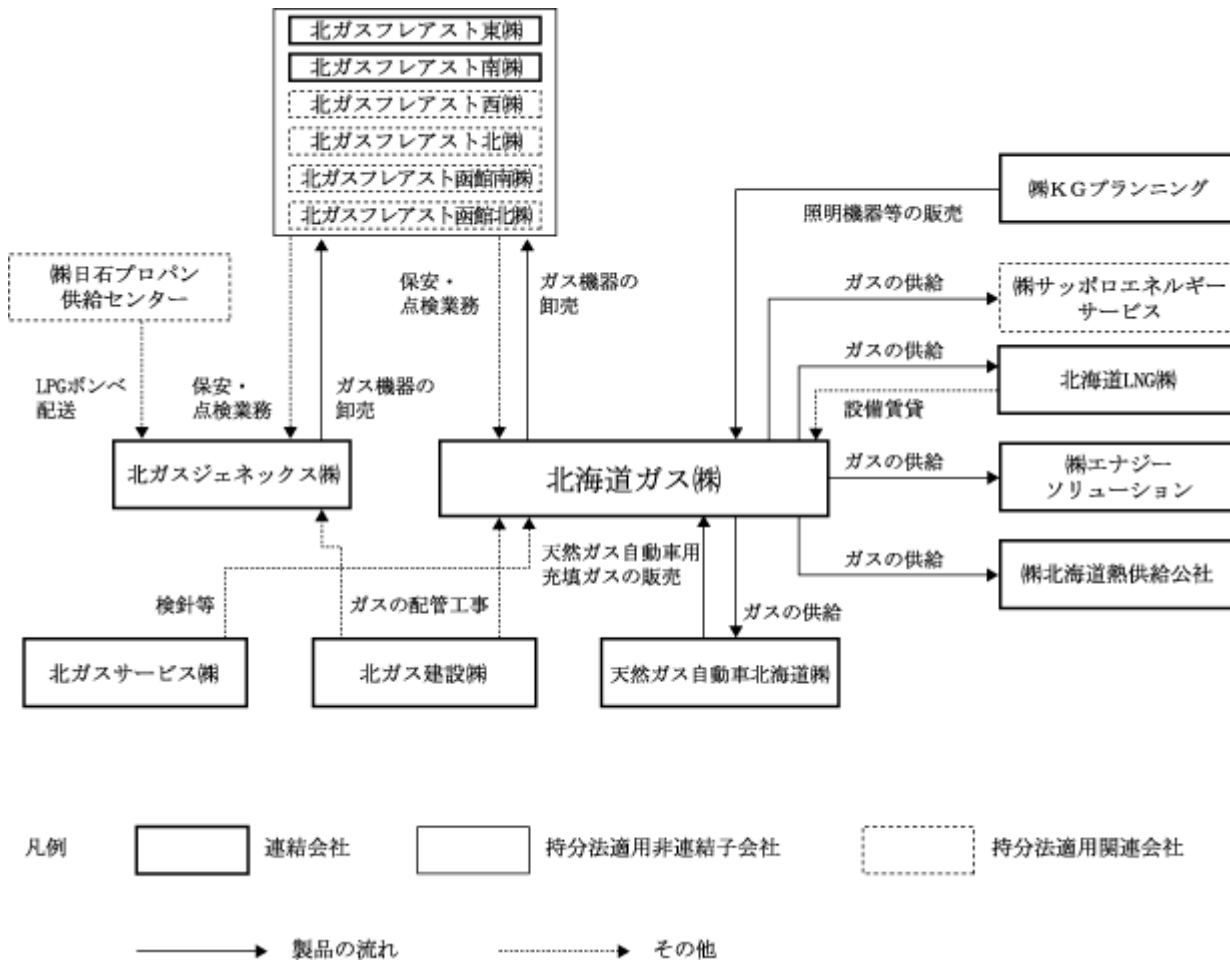 北ガスフレアスト東㈱
北ガスフレアスト南㈱
北ガスフレアスト西㈱
北ガスフレアスト北㈱
北ガスフレアスト函館南㈱
北ガスフレアスト函館北㈱
㈱KGプランニング
照明機器等の販売
㈱日石プロパン
供給センター
保安・
点検業務
ガス機器の
卸売
ガスの供給
㈱サッポロエネルギー
サービス
ガスの供給
北海道LNG㈱
設備賃貸
LPGボンベ
配送
保安・
点検業務
ガス機器の
卸売
北ガスジェネックス㈱
北海道ガス㈱
ガスの供給
㈱エナジー
ソリューション
天然ガス自動車用
充填ガスの販売
ガスの供給
㈱北海道熱供給公社
検針等
ガスの配管工事
ガスの供給
北ガスサービス㈱
北ガス建設㈱
天然ガス自動車北海道㈱
凡例
連結会社
持分法適用非連結子会社
持分法適用関連会社
製品の流れ
その他